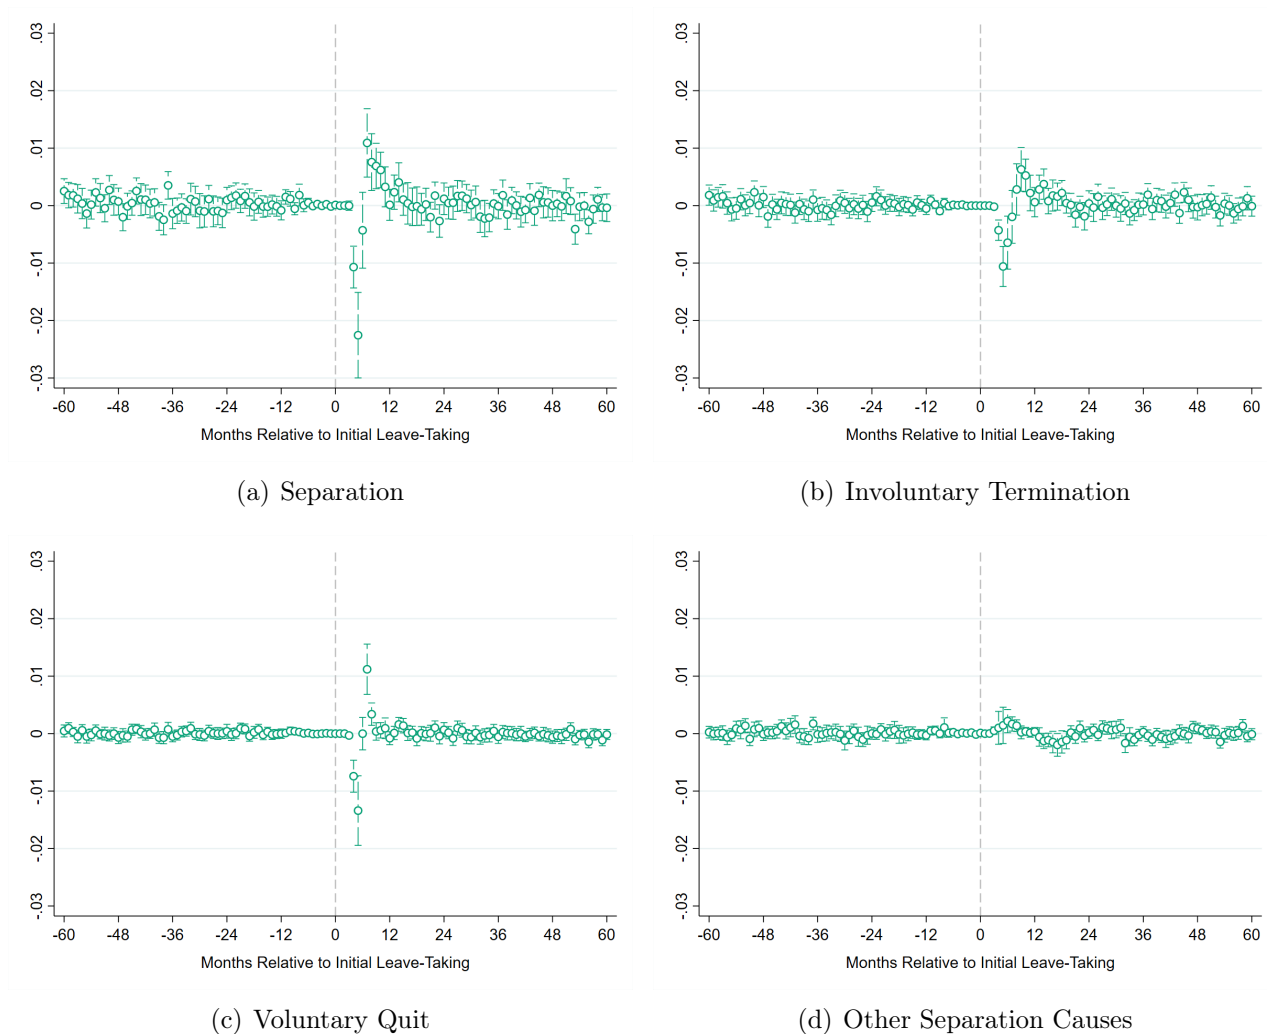 .03
.02
.01
0
-.01
-.02
-.03
-60 -48 -36 -24 -12 0 12 24 36 48 60
Months Relative to Initial Leave-Taking
(a) Separation
.03
.02
.01
0
-.01
-.02
-.03
-60 -48 -36 -24 -12 0 12 24 36 48 60
Months Relative to Initial Leave-Taking
(b) Involuntary Termination
.03
.02
.01
0
-.01
-.02
-.03
-60 -48 -36 -24 -12 0 12 24 36 48 60
Months Relative to Initial Leave-Taking
(c) Voluntary Quit
.03
.02
.01
0
-.01
-.02
-.03
-60 -48 -36 -24 -12 0 12 24 36 48 60
Months Relative to Initial Leave-Taking
(d) Other Separation Causes